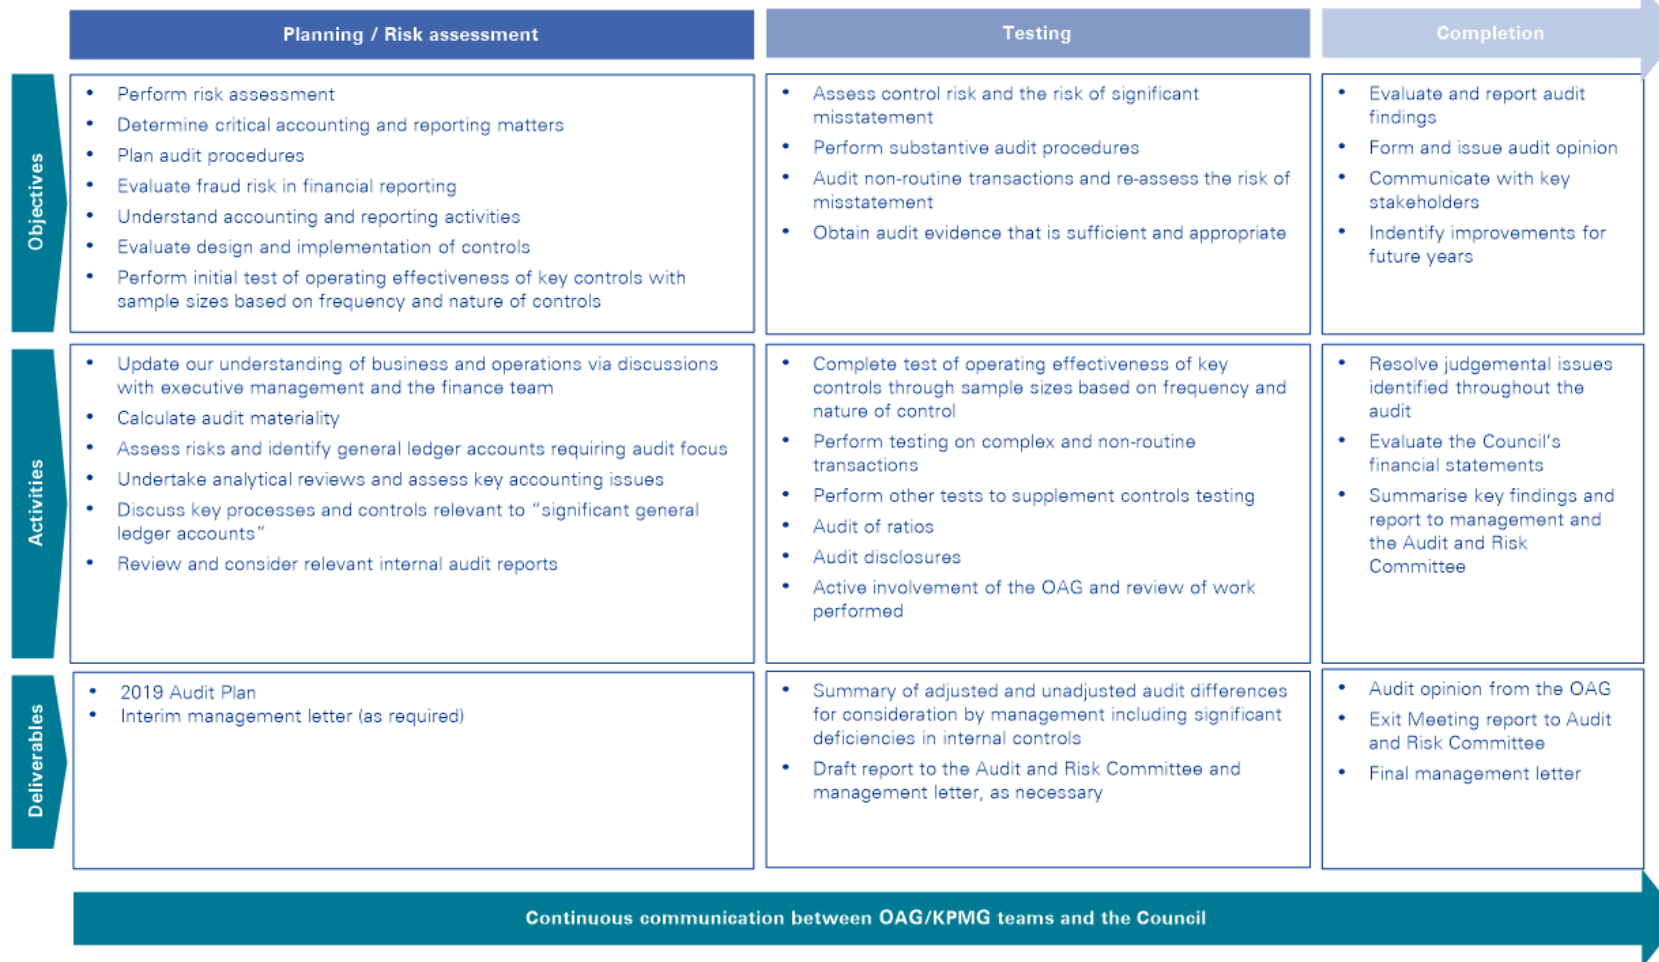 Planning / Risk assessment
Testing
Completion
Objectives
• Perform risk assessment
• Determine critical accounting and reporting matters
• Plan audit procedures
• Evaluate fraud risk in financial reporting
• Understand accounting and reporting activities
• Evaluate design and implementation of controls
• Perform initial test of operating effectiveness of key controls with
sample sizes based on frequency and nature of controls
• Assess control risk and the risk of significant
misstatement
• Perform substantive audit procedures
• Audit non-routine transactions and re-assess the risk of
misstatement
• Obtain audit evidence that is sufficient and appropriate
• Evaluate and report audit
findings
• Form and issue audit opinion
• Communicate with key
stakeholders
• Indentify improvements for
future years
Activities
• Update our understanding of business and operations via discussions
with executive management and the finance team
• Calculate audit materiality
• Assess risks and identify general ledger accounts requiring audit focus
• Undertake analytical reviews and assess key accounting issues
• Discuss key processes and controls relevant to “significant general
ledger accounts”
• Review and consider relevant internal audit reports
• Complete test of operating effectiveness of key
controls through sample sizes based on frequency and
nature of control
• Perform testing on complex and non-routine
transactions
• Perform other tests to supplement controls testing
• Audit of ratios
• Audit disclosures
• Active involvement of the OAG and review of work
performed
• Resolve judgemental issues
identified throughout the
audit
• Evaluate the Council’s
financial statements
• Summarise key findings and
report to management and
the Audit and Risk
Committee
Deliverables
• 2019 Audit Plan
• Interim management letter (as required)
• Summary of adjusted and unadjusted audit differences
for consideration by management including significant
deficiencies in internal controls
• Draft report to the Audit and Risk Committee and
management letter, as necessary
• Audit opinion from the OAG
• Exit Meeting report to Audit
and Risk Committee
• Final management letter
Continuous communication between OAG/KPMG teams and the Council